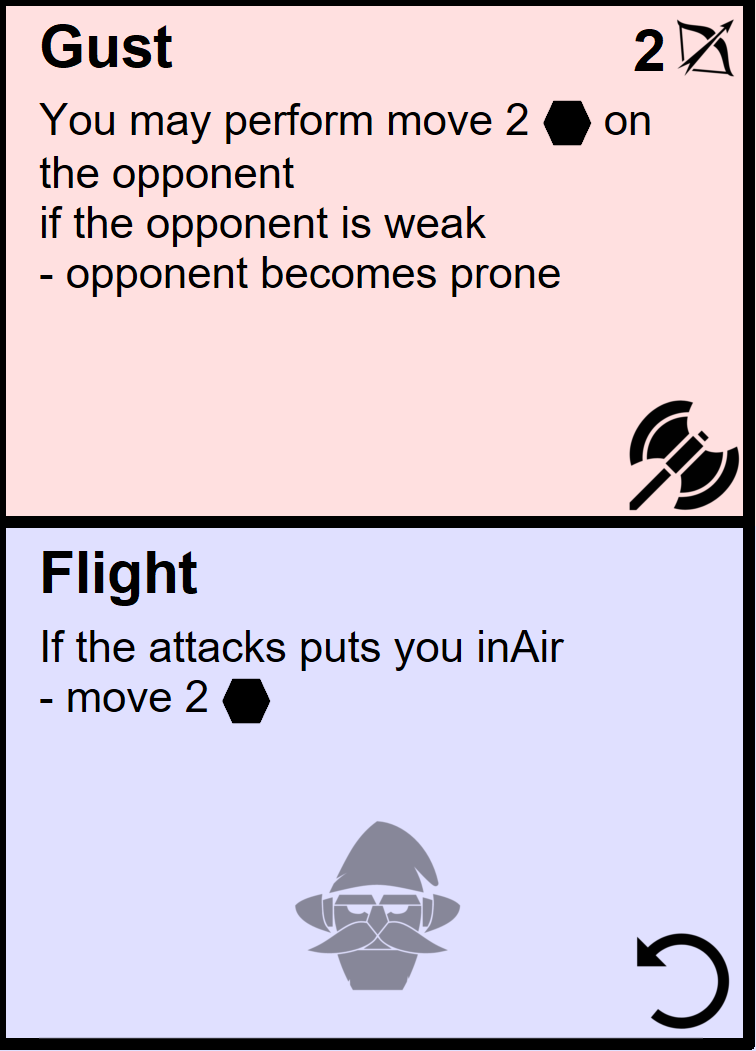 Gust
2
You may perform move 2 on
the opponent
if the opponent is weak
- opponent becomes prone
Flight
If the attacks puts you inAir
- move 2